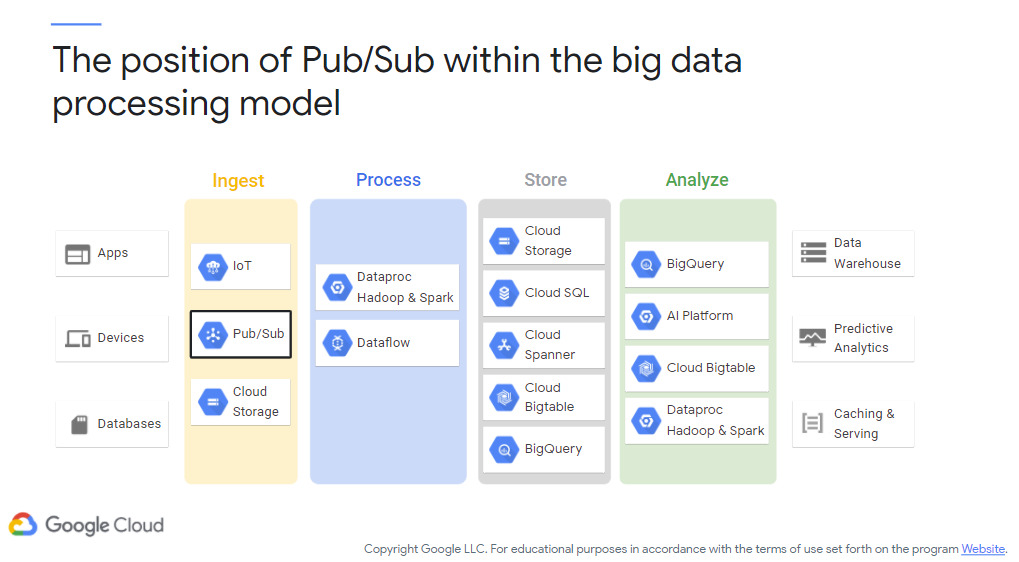 The position of Pub/Sub within the big data
processing model
Ingest
Process
Store
Analyze
Apps
Devices
Databases
IoT
Pub/Sub
Cloud
Storage
Dataproc
Hadoop & Spark
Dataflow
Cloud
Storage
Cloud SQL
Cloud
Spanner
Cloud
Bigtable
BigQuery
BigQuery
AI Platform
Cloud Bigtable
Dataproc
Hadoop & Spark
Data
Warehouse
Predictive
Analytics
Caching &
Serving
Google Cloud
Copyright Google LLC. For educational purposes in accordance with the terms of use set forth on the program Website.